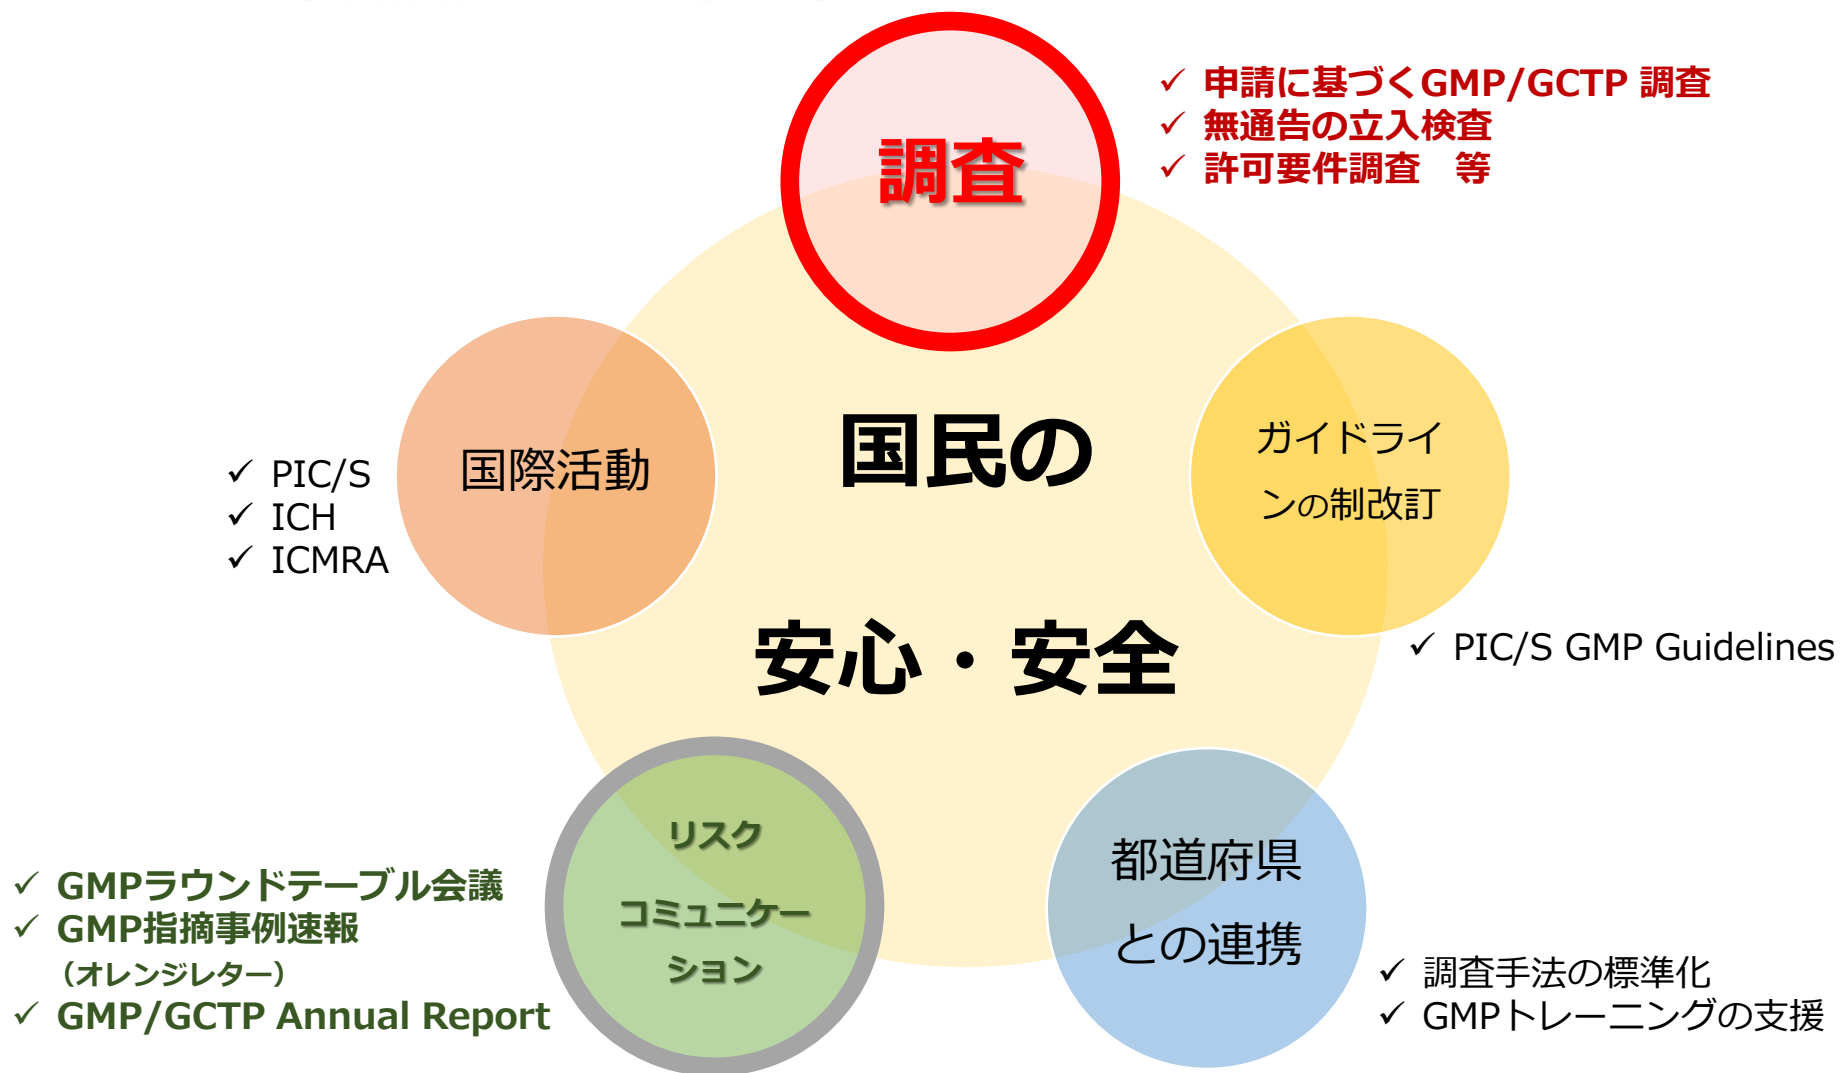 調査
✓ 申請に基づくGMP/GCTP 調査
✓ 無通告の立入検査
✓ 許可要件調査　等
国民の
安心・安全
国際活動
✓ PIC/S
✓ ICH
✓ ICMRA
ガイドライ
ンの制改訂
✓ PIC/S GMP Guidelines
リスク
コミュニケー
ション
✓ GMPラウンドテーブル会議
✓ GMP指摘事例速報
（オレンジレター）
✓ GMP/GCTP Annual Report
都道府県
との連携
✓ 調査手法の標準化
✓ GMPトレーニングの支援